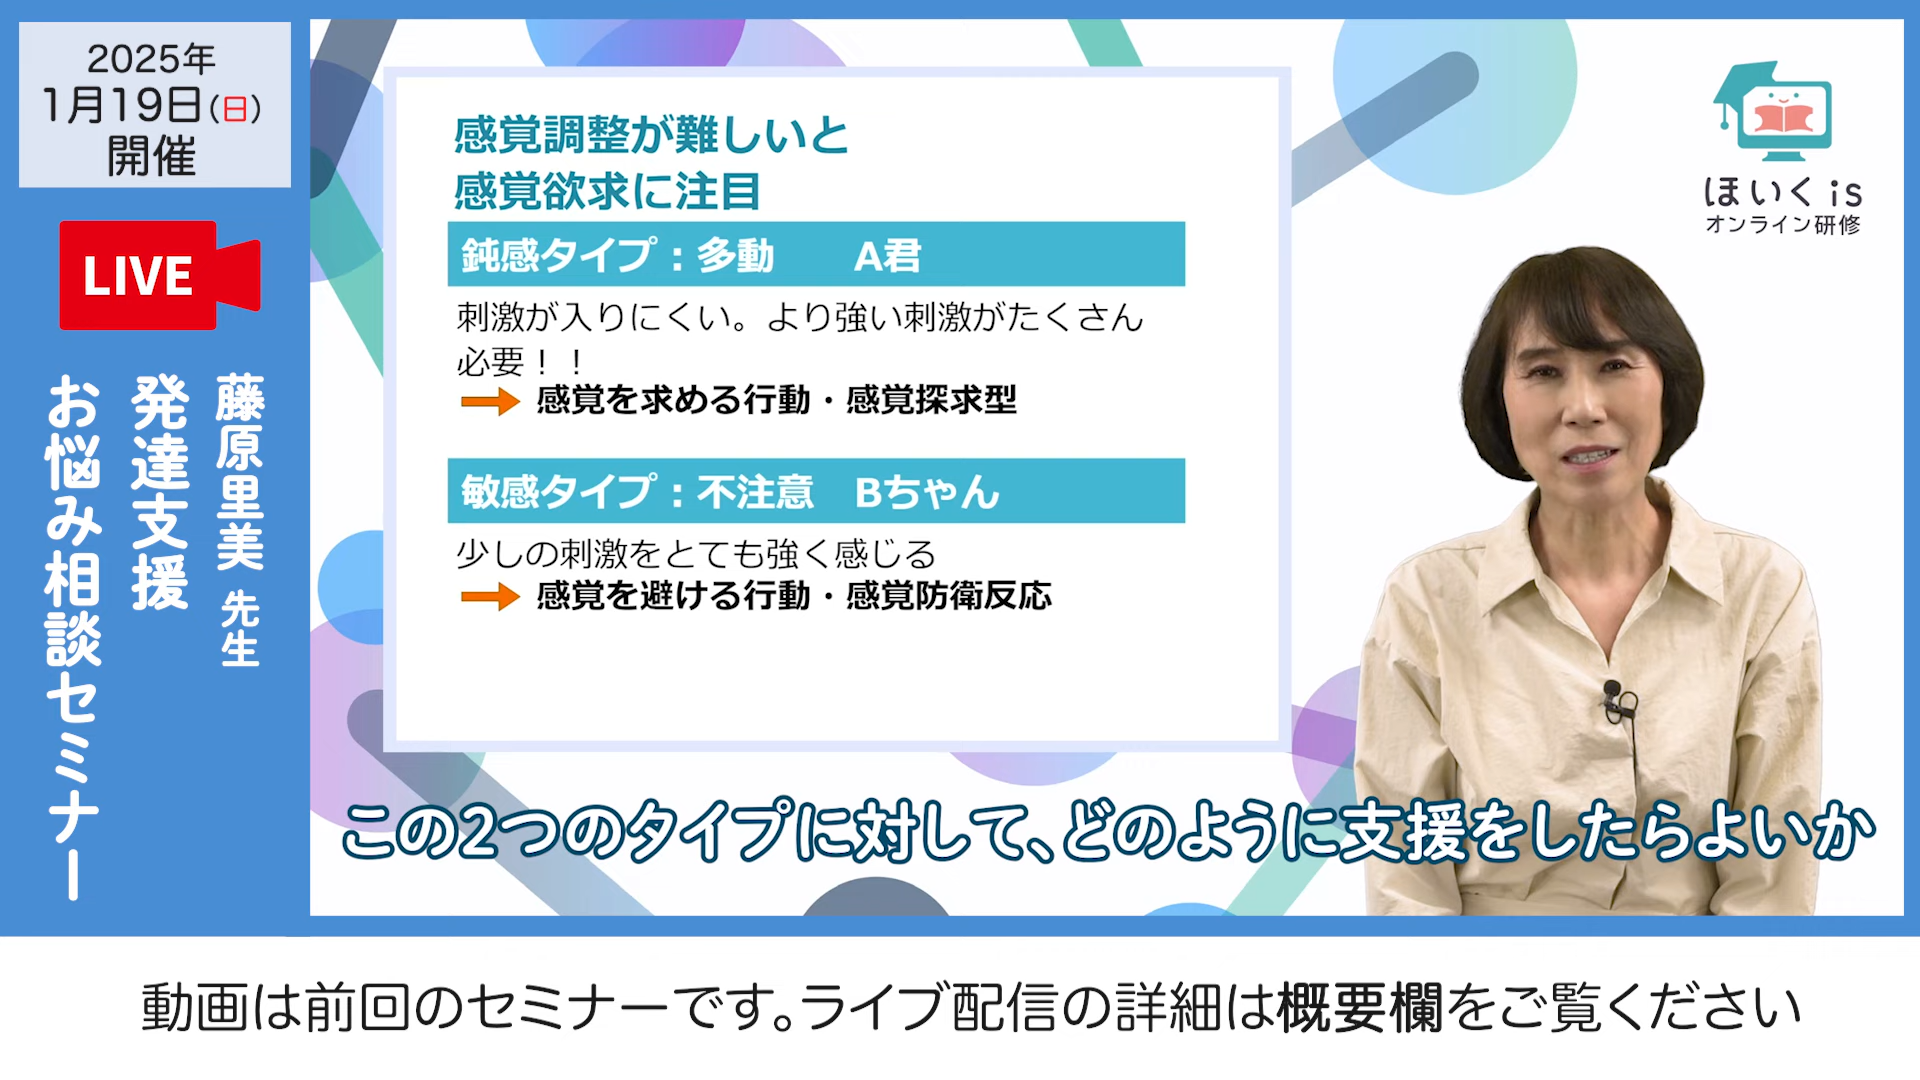 2025年
1月19日(日)
開催
LIVE
藤原里美 先生
発達支援
お悩み相談セミナー
感覚調整が難しいと
感覚欲求に注目
鈍感タイプ：多動　　A君
刺激が入りにくい。より強い刺激がたくさん
必要！！
感覚を求める行動・感覚探求型
敏感タイプ：不注意　Bちゃん
少しの刺激をとても強く感じる
感覚を避ける行動・感覚防衛反応
ほいくis
オンライン研修
この2つのタイプに対して、どのように支援をしたらよいか
動画は前回のセミナーです。ライブ配信の詳細は概要欄をご覧ください